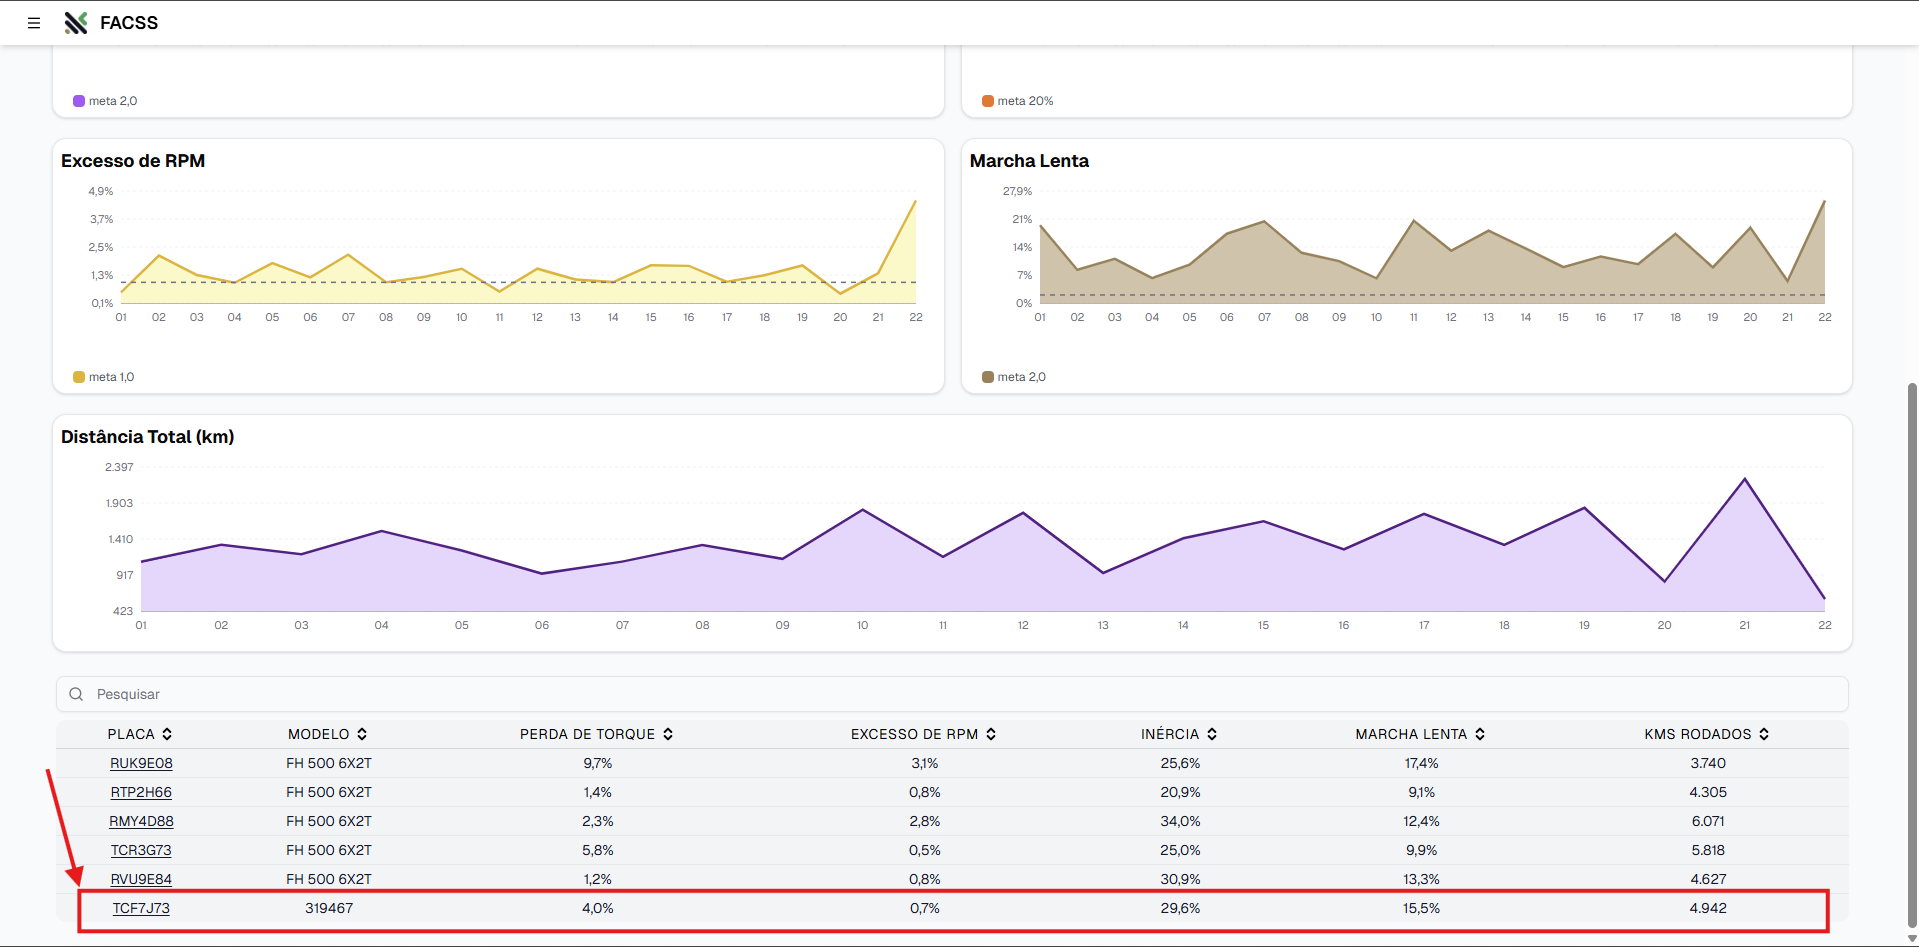 FACSS
meta 2,0
meta 20%
Excesso de RPM
4,9%
3,7%
2,5%
1,3%
0,1%
01 02 03 04 05 06 07 08 09 10 11 12 13 14 15 16 17 18 19 20 21 22
meta 1,0
Marcha Lenta
27,9%
21%
14%
7%
0%
01 02 03 04 05 06 07 08 09 10 11 12 13 14 15 16 17 18 19 20 21 22
meta 2,0
Distância Total (km)
2.397
1.903
1.410
917
423
01 02 03 04 05 06 07 08 09 10 11 12 13 14 15 16 17 18 19 20 21 22
Pesquisar
PLACA MODELO PERDA DE TORQUE EXCESSO DE RPM INÉRCIA MARCHA LENTA KMS RODADOS
RUK9E08 FH 500 6X2T 9,7% 3,1% 25,6% 17,4% 3.740
RTP2H66 FH 500 6X2T 1,4% 0,8% 20,9% 9,1% 4.305
RMY4D88 FH 500 6X2T 2,3% 2,8% 34,0% 12,4% 6.071
TCR3G73 FH 500 6X2T 5,8% 0,5% 25,0% 9,9% 5.818
RVU9E84 FH 500 6X2T 1,2% 0,8% 30,9% 13,3% 4.627
TCF7J73 319467 4,0% 0,7% 29,6% 15,5% 4.942